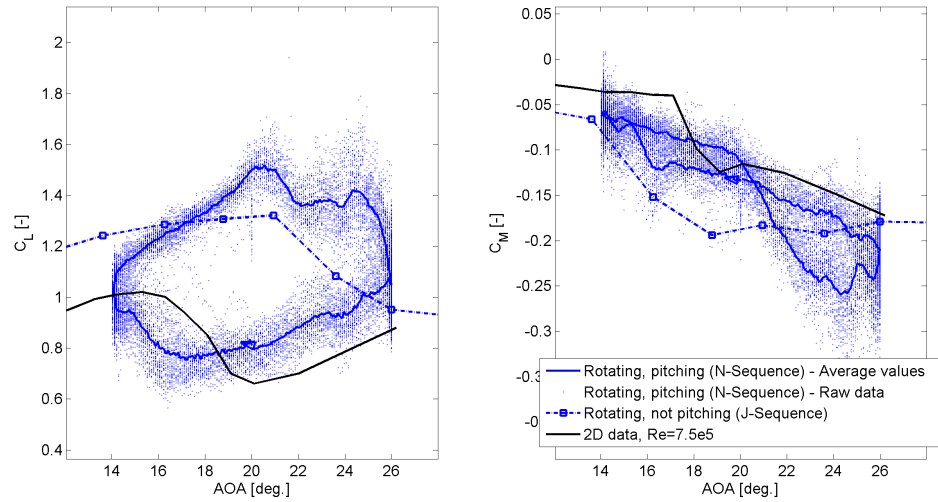 2
1.8
1.6
1.4
1.2
1
0.8
0.6
0.4
C_L [-]
14 16 18 20 22 24 26
AOA [deg.]
0.05
0
-0.05
-0.1
-0.15
-0.2
-0.25
-0.3
-0.3
-0
C_M [-]
14 16 18 20 22 24 26
AOA [deg.]
Rotating, pitching (N-Sequence) - Average values
Rotating, pitching (N-Sequence) - Raw data
Rotating, not pitching (J-Sequence)
2D data, Re=7.5e5